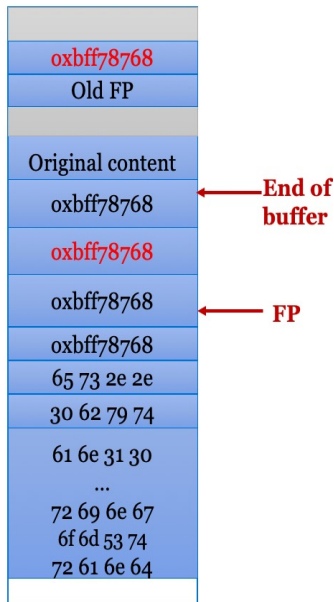 oxbff78768
Old FP
Original content
oxbff78768
End of
buffer
oxbff78768
oxbff78768
FP
oxbff78768
65 73 2e 2e
30 62 79 74
61 6e 31 30
...
72 69 6e 67
6f 6d 53 74
72 61 6e 64